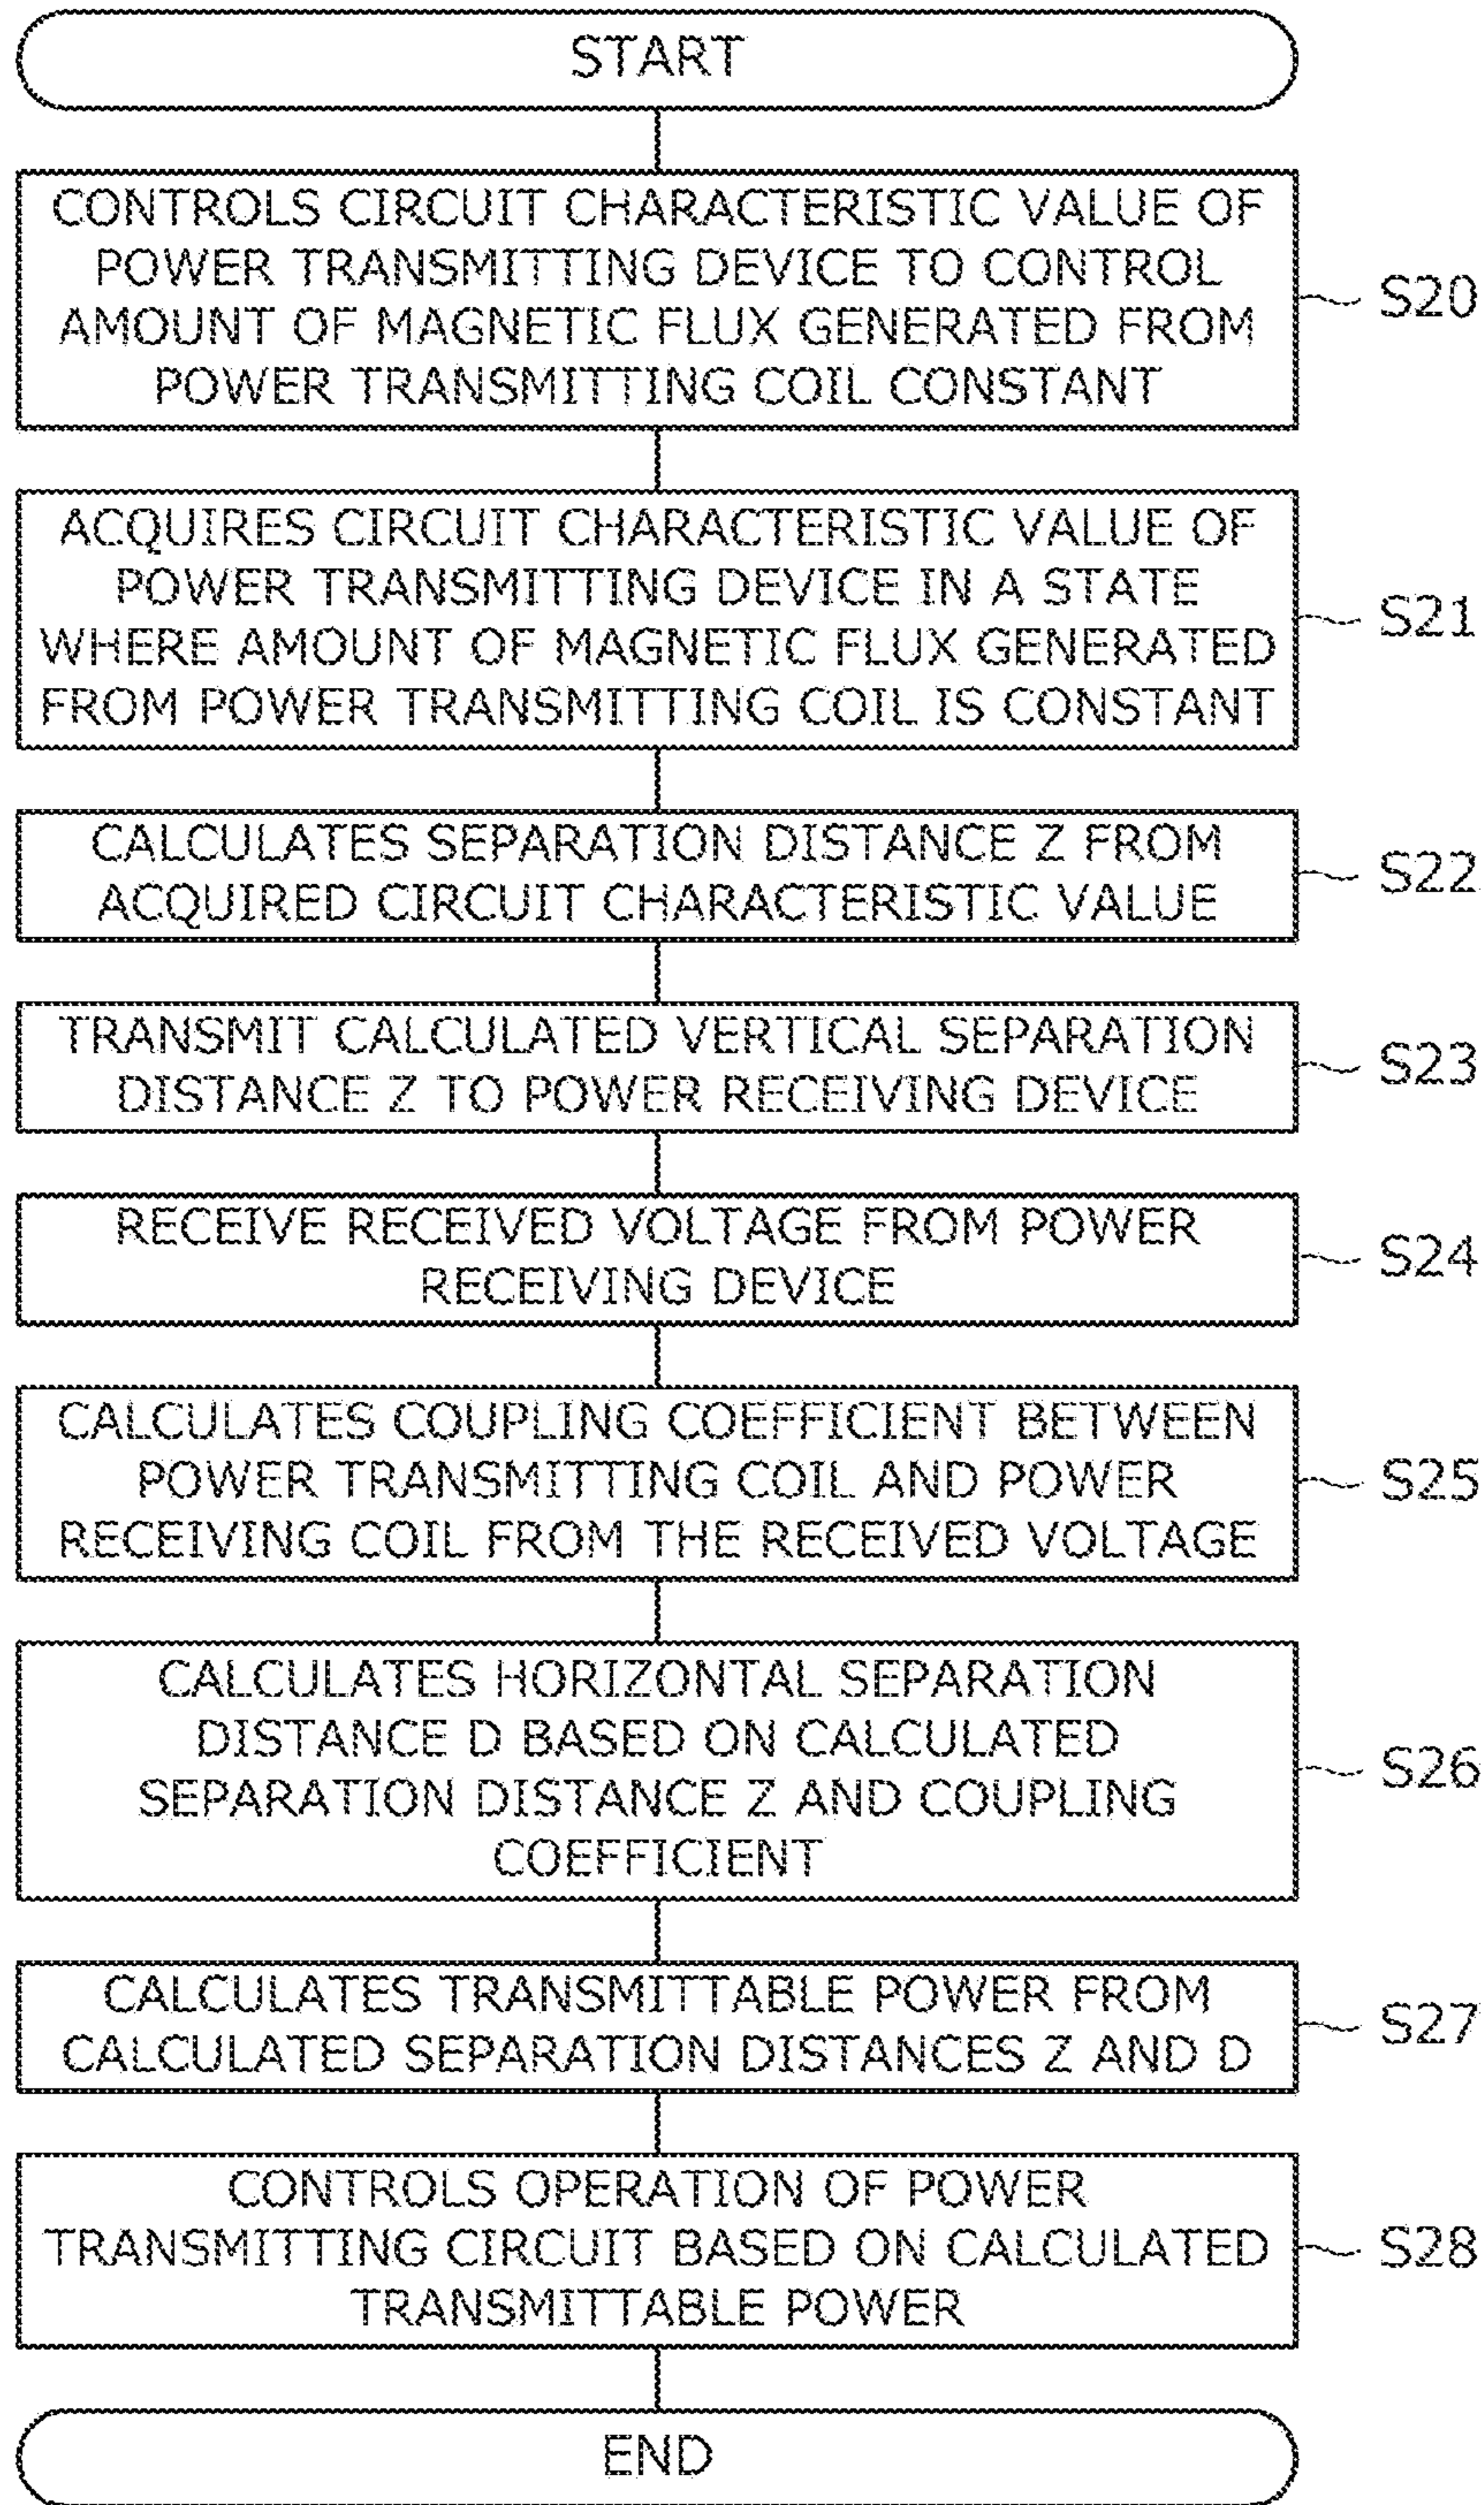 START
CONTROLS CIRCUIT CHARACTERISTIC VALUE OF
POWER TRANSMITTING DEVICE TO CONTROL
AMOUNT OF MAGNETIC FLUX GENERATED FROM
POWER TRANSMITTING COIL CONSTANT
S20
ACQUIRES CIRCUIT CHARACTERISTIC VALUE OF
POWER TRANSMITTING DEVICE IN A STATE
WHERE AMOUNT OF MAGNETIC FLUX GENERATED
FROM POWER TRANSMITTING COIL IS CONSTANT
S21
CALCULATES SEPARATION DISTANCE Z FROM
ACQUIRED CIRCUIT CHARACTERISTIC VALUE
S22
TRANSMIT CALCULATED VERTICAL SEPARATION
DISTANCE Z TO POWER RECEIVING DEVICE
S23
RECEIVE RECEIVED VOLTAGE FROM POWER
RECEIVING DEVICE
S24
CALCULATES COUPLING COEFFICIENT BETWEEN
POWER TRANSMITTING COIL AND POWER
RECEIVING COIL FROM THE RECEIVED VOLTAGE
S25
CALCULATES HORIZONTAL SEPARATION
DISTANCE D BASED ON CALCULATED
SEPARATION DISTANCE Z AND COUPLING
COEFFICIENT
S26
CALCULATES TRANSMITTABLE POWER FROM
CALCULATED SEPARATION DISTANCES Z AND D
S27
CONTROLS OPERATION OF POWER
TRANSMITTING CIRCUIT BASED ON CALCULATED
TRANSMITTABLE POWER
S28
END